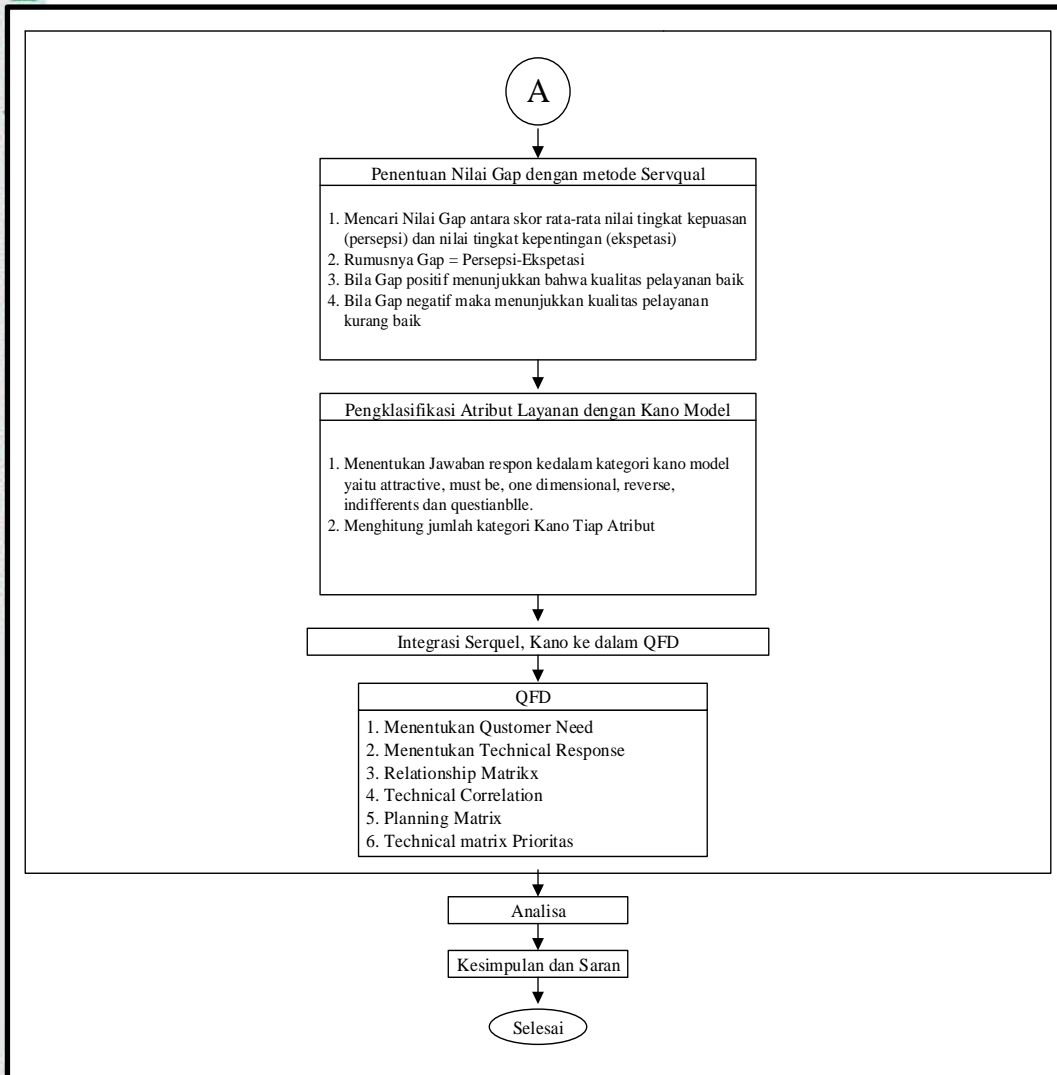 A
Penentuan Nilai Gap dengan metode Servqual
1. Mencari Nilai Gap antara skor rata-rata nilai tingkat kepuasan
(persepsi) dan nilai tingkat kepentingan (ekspetasi)
2. Rumusnya Gap = Persepsi-Ekspetasi
3. Bila Gap positif menunjukkan bahwa kualitas pelayanan baik
4. Bila Gap negatif maka menunjukkan kualitas pelayanan
kurang baik
Pengklasifikasi Atribut Layanan dengan Kano Model
1. Menentukan Jawaban respon kedalam kategori kano model
yaitu attractive, must be, one dimensional, reverse,
indifferents dan questianblle.
2. Menghitung jumlah kategori Kano Tiap Atribut
Integrasi Serquel, Kano ke dalam QFD
QFD
1. Menentukan Qustomer Need
2. Menentukan Technical Response
3. Relationship Matrikx
4. Technical Correlation
5. Planning Matrix
6. Technical matrix Prioritas
Analisa
Kesimpulan dan Saran
Selesai